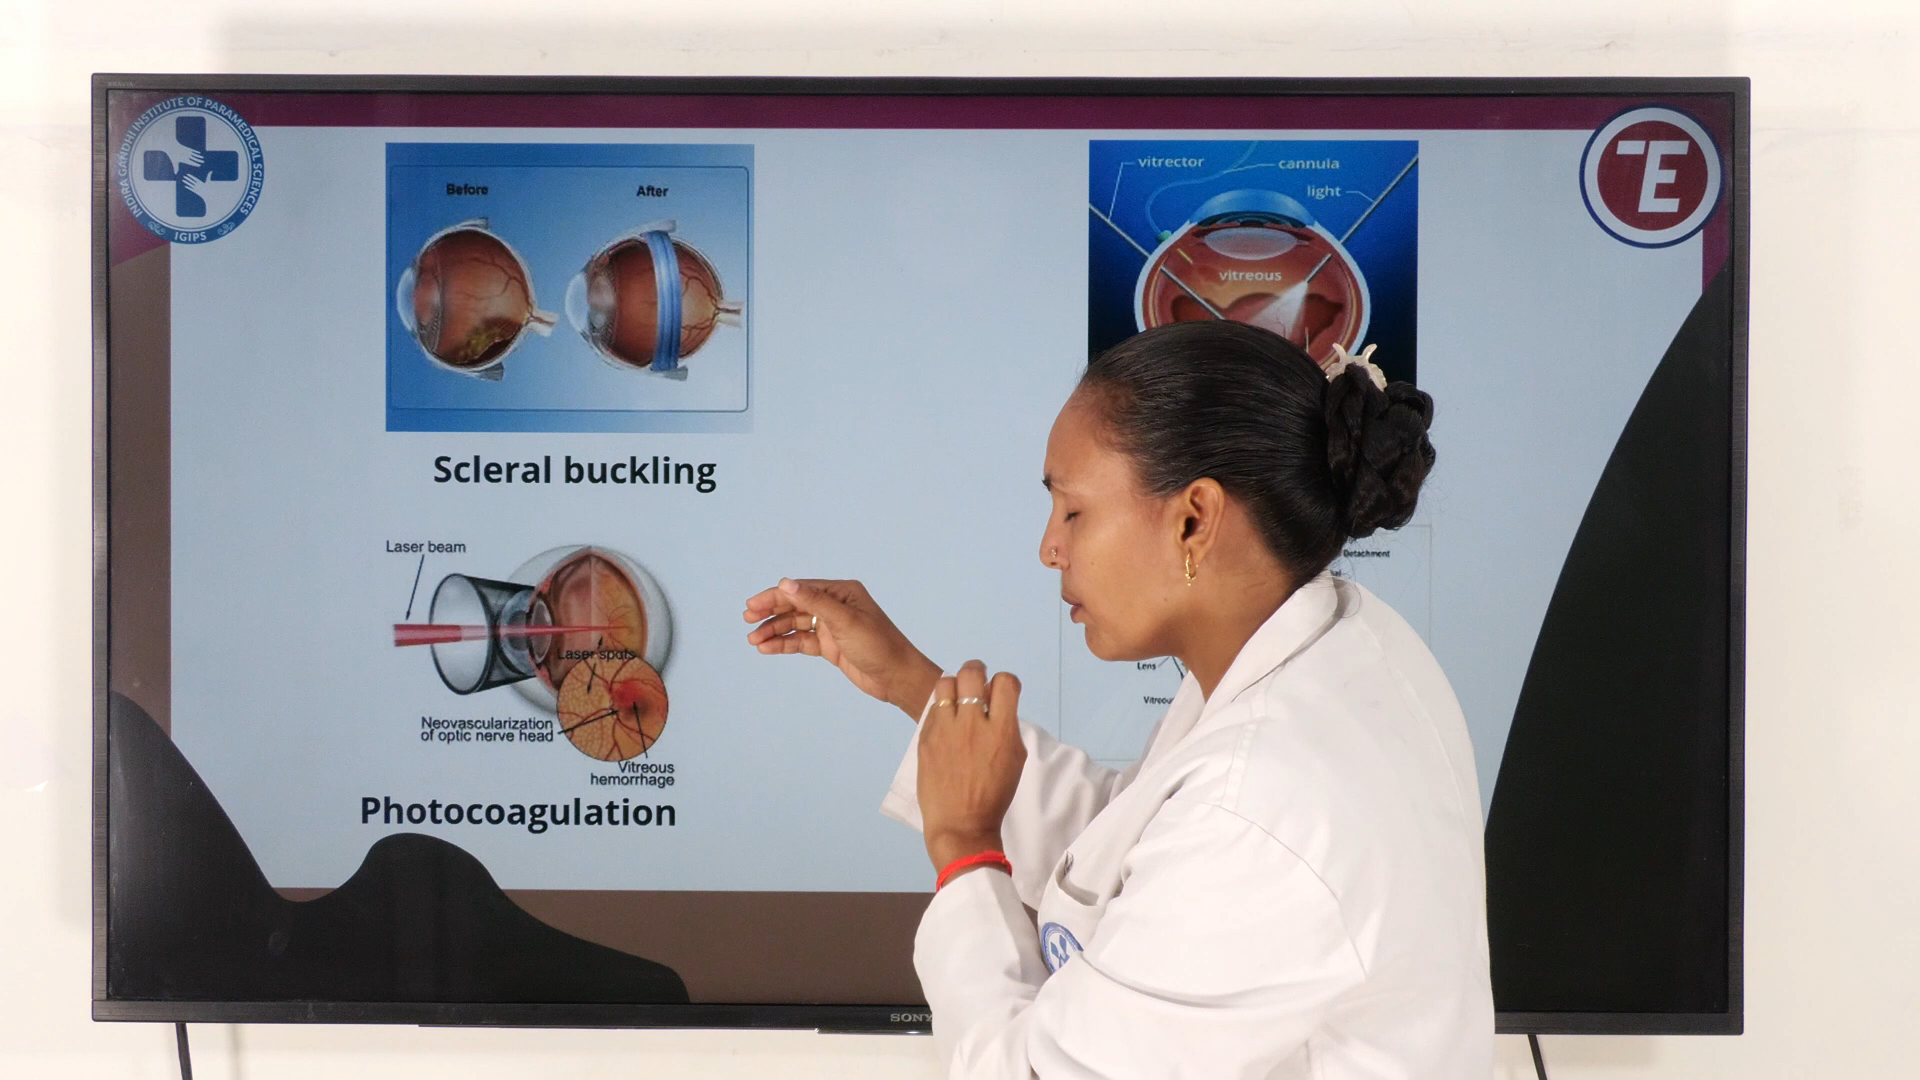 BRAVIA
INDIRA GANDHI INSTITUTE OF PARAMEDICAL SCIENCES
IGIPS
E
Before
After
Scleral buckling
vitrector
cannula
light
vitreous
Laser beam
Laser spots
Neovascularization
of optic nerve head
Vitreous
hemorrhage
Photocoagulation
Detachment
Lens
SONY